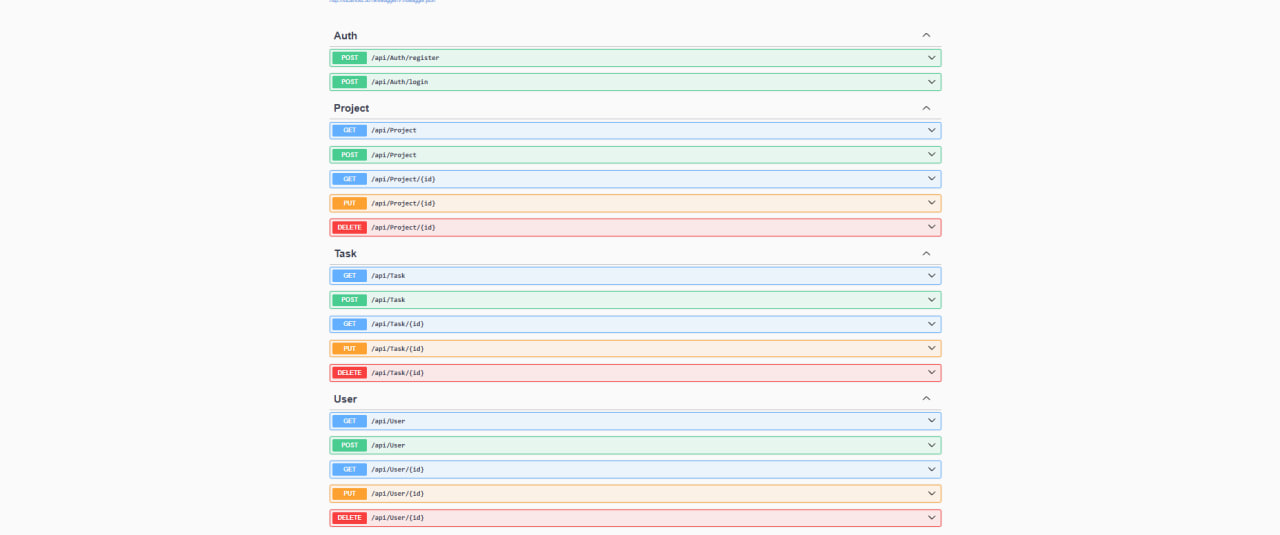 Auth
POST /api/Auth/register
POST /api/Auth/login
Project
GET /api/Project
POST /api/Project
GET /api/Project/{id}
PUT /api/Project/{id}
DELETE /api/Project/{id}
Task
GET /api/Task
POST /api/Task
GET /api/Task/{id}
PUT /api/Task/{id}
DELETE /api/Task/{id}
User
GET /api/User
POST /api/User
GET /api/User/{id}
PUT /api/User/{id}
DELETE /api/User/{id}